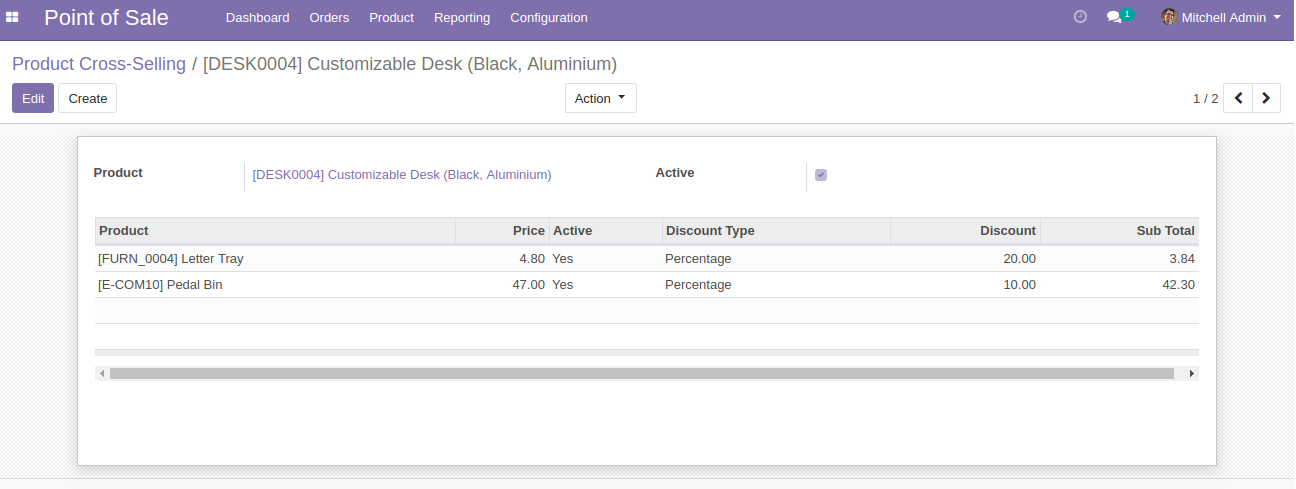 Point of Sale Dashboard Orders Product Reporting Configuration 1 Mitchell Admin
Product Cross-Selling / [DESK0004] Customizable Desk (Black, Aluminium)
Edit Create Action 1 / 2
Product [DESK0004] Customizable Desk (Black, Aluminium) Active
Product Price Active Discount Type Discount Sub Total
[FURN_0004] Letter Tray 4.80 Yes Percentage 20.00 3.84
[E-COM10] Pedal Bin 47.00 Yes Percentage 10.00 42.30